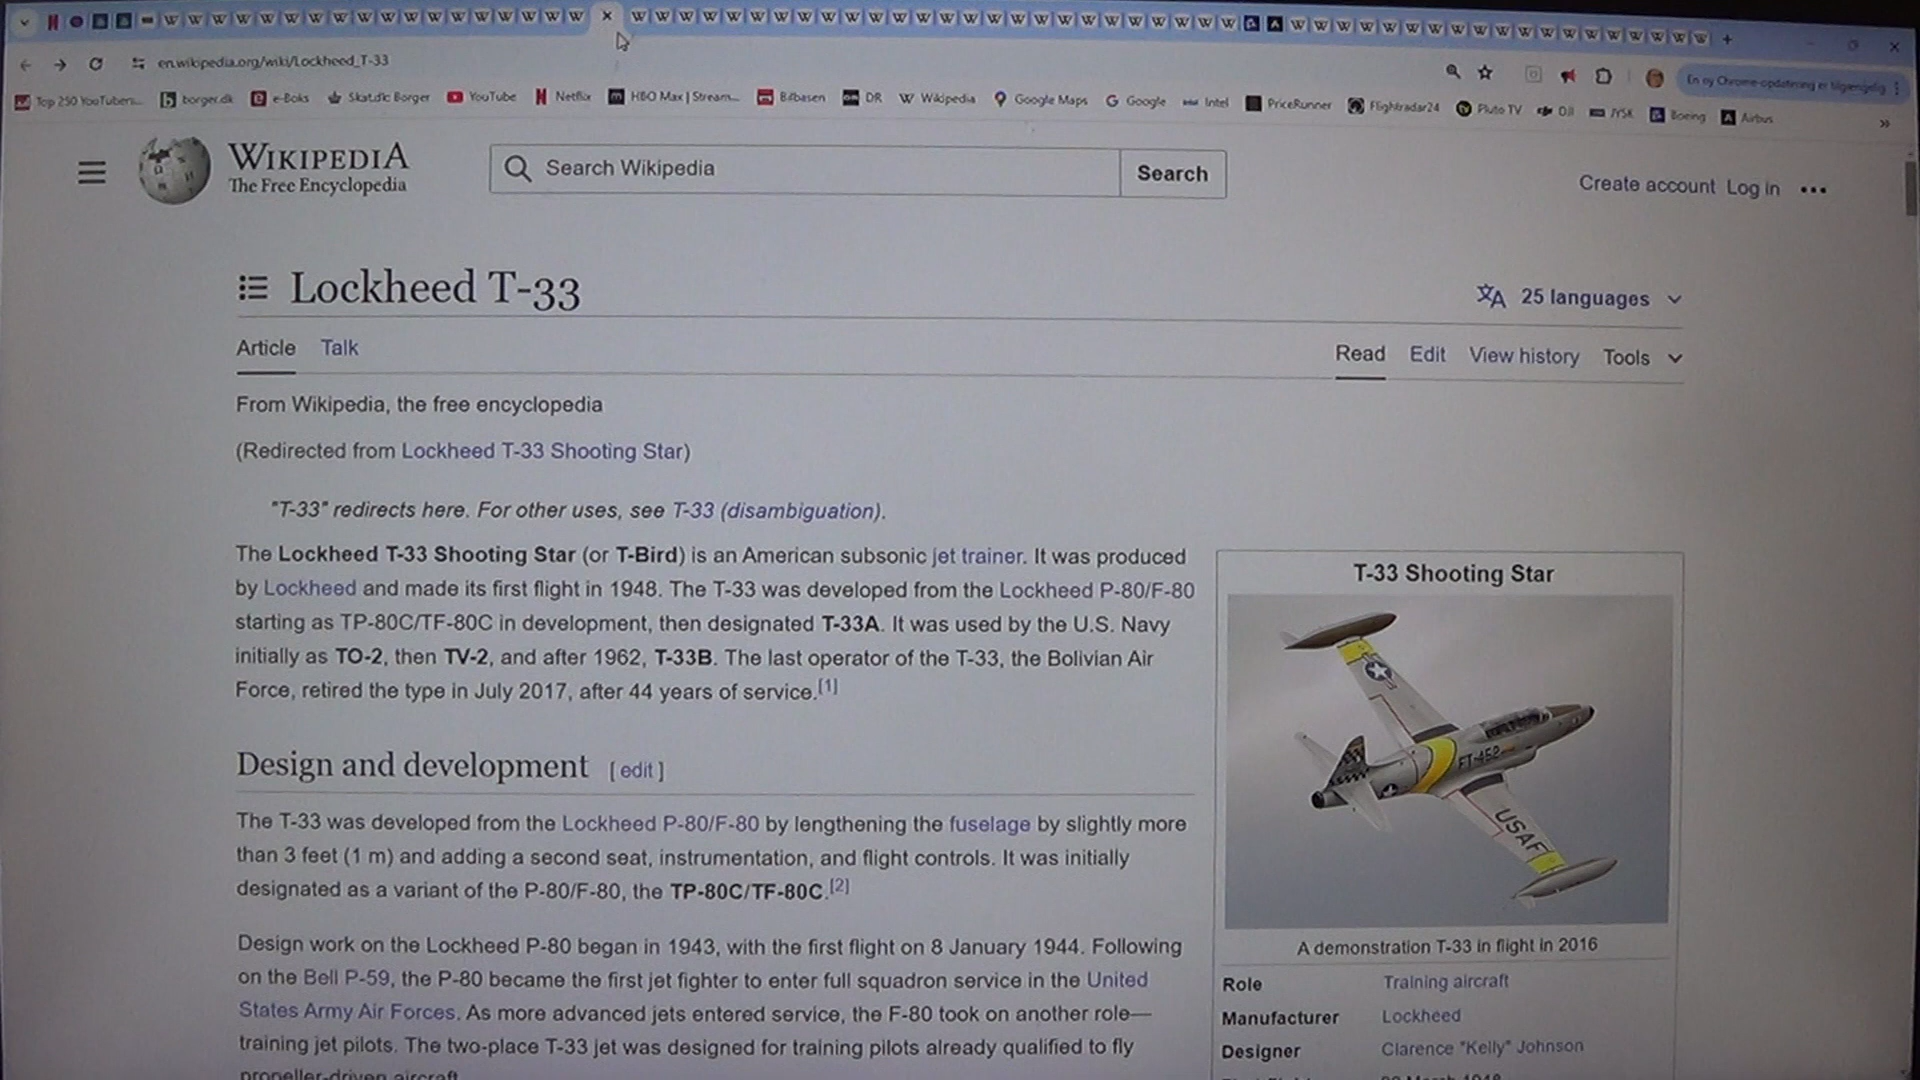 en.wikipedia.org/wiki/Lockheed_T-33
En ny Chrome-opdatering er tilgængelig
Top 250 YouTubers... borger.dk e-Boks Skat.dk: Borger YouTube Netflix HBO Max | Stream... Bilbasen DR Wikipedia Google Maps Google Intel PriceRunner Flightradar24 Pluto TV DJI JYSK Boeing Airbus »
WIKIPEDIA
The Free Encyclopedia
Search Wikipedia
Search
Create account Log in
Lockheed T-33
25 languages
Article Talk
Read Edit View history Tools
From Wikipedia, the free encyclopedia
(Redirected from Lockheed T-33 Shooting Star)
"T-33" redirects here. For other uses, see T-33 (disambiguation).
The Lockheed T-33 Shooting Star (or T-Bird) is an American subsonic jet trainer. It was produced
by Lockheed and made its first flight in 1948. The T-33 was developed from the Lockheed P-80/F-80
starting as TP-80C/TF-80C in development, then designated T-33A. It was used by the U.S. Navy
initially as TO-2, then TV-2, and after 1962, T-33B. The last operator of the T-33, the Bolivian Air
Force, retired the type in July 2017, after 44 years of service.[1]
Design and development [ edit ]
The T-33 was developed from the Lockheed P-80/F-80 by lengthening the fuselage by slightly more
than 3 feet (1 m) and adding a second seat, instrumentation, and flight controls. It was initially
designated as a variant of the P-80/F-80, the TP-80C/TF-80C.[2]
Design work on the Lockheed P-80 began in 1943, with the first flight on 8 January 1944. Following
on the Bell P-59, the P-80 became the first jet fighter to enter full squadron service in the United
States Army Air Forces. As more advanced jets entered service, the F-80 took on another role—
training jet pilots. The two-place T-33 jet was designed for training pilots already qualified to fly
propeller-driven aircraft.
T-33 Shooting Star
FT-452
USAF
A demonstration T-33 in flight in 2016
Role Training aircraft
Manufacturer Lockheed
Designer Clarence "Kelly" Johnson